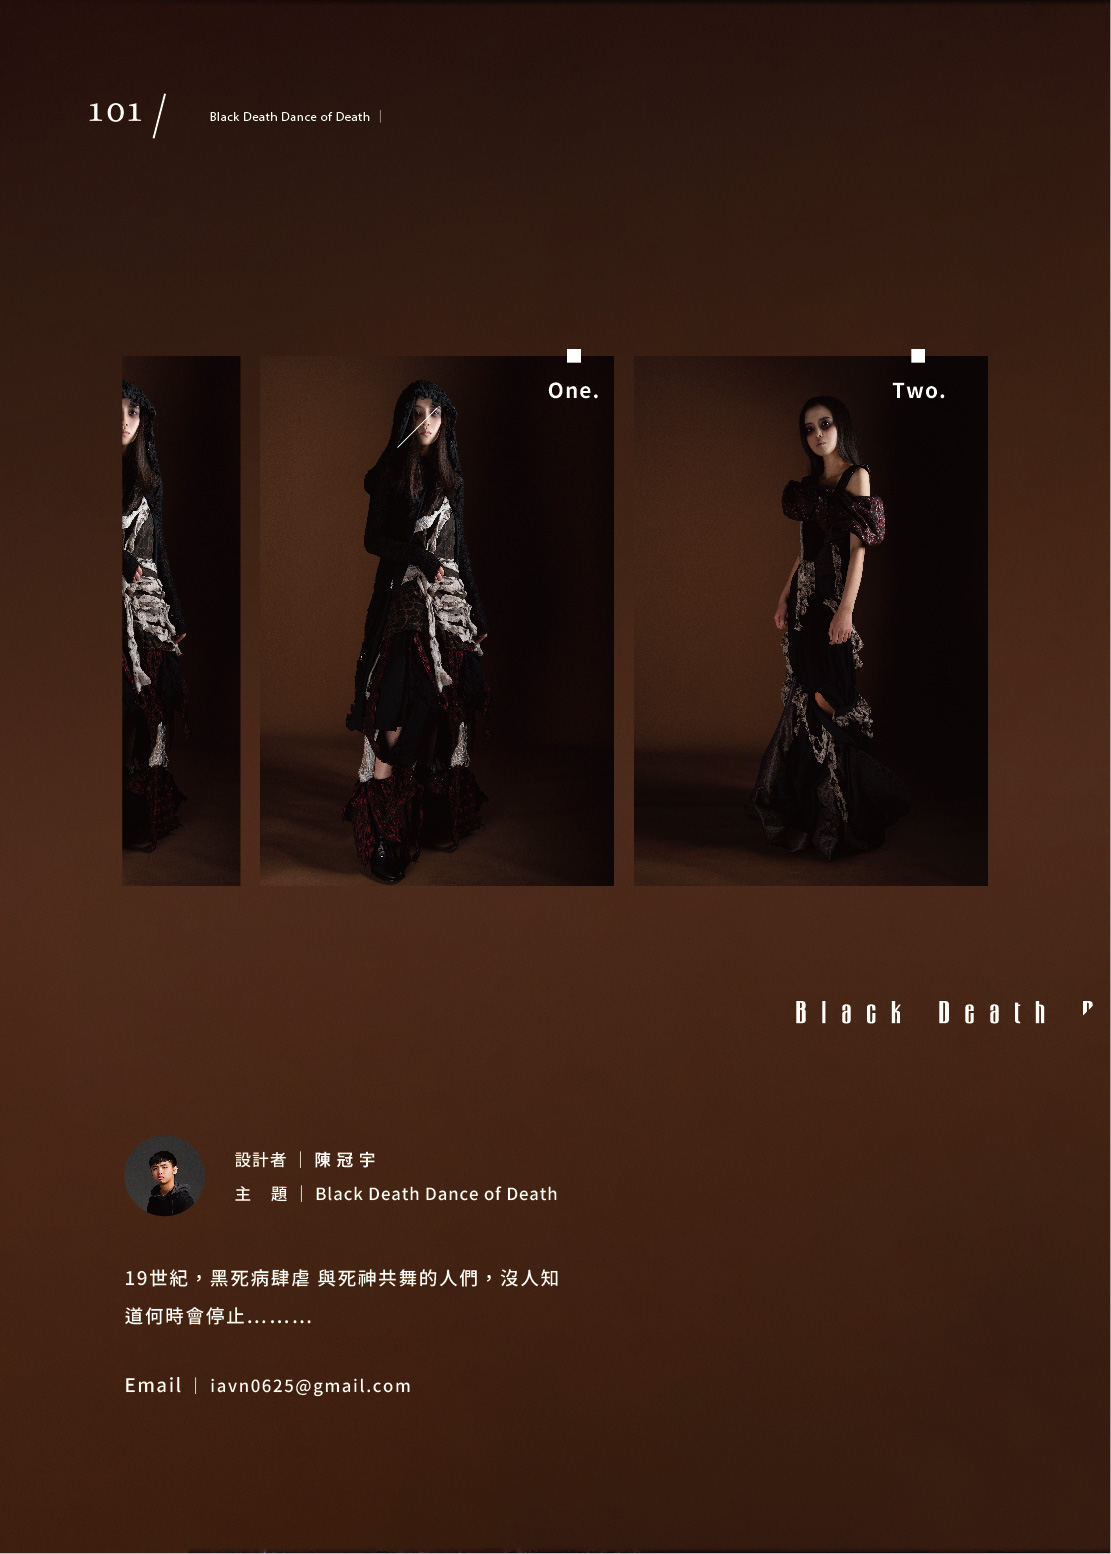 101
Black Death Dance of Death
One.
Two.
Black Death
設計者｜陳冠宇
主　題｜Black Death Dance of Death
19世紀，黑死病肆虐 與死神共舞的人們，沒人知
道何時會停止………
Email｜iavn0625@gmail.com